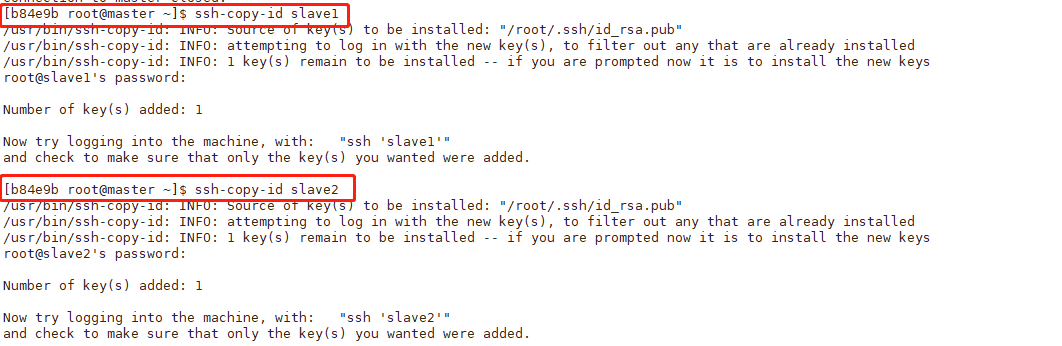 connection to master closed.
[b84e9b root@master ~]$ ssh-copy-id slave1
/usr/bin/ssh-copy-id: INFO: Source of key(s) to be installed: "/root/.ssh/id_rsa.pub"
/usr/bin/ssh-copy-id: INFO: attempting to log in with the new key(s), to filter out any that are already installed
/usr/bin/ssh-copy-id: INFO: 1 key(s) remain to be installed -- if you are prompted now it is to install the new keys
root@slave1's password:
Number of key(s) added: 1
Now try logging into the machine, with:   "ssh 'slave1'"
and check to make sure that only the key(s) you wanted were added.
[b84e9b root@master ~]$ ssh-copy-id slave2
/usr/bin/ssh-copy-id: INFO: Source of key(s) to be installed: "/root/.ssh/id_rsa.pub"
/usr/bin/ssh-copy-id: INFO: attempting to log in with the new key(s), to filter out any that are already installed
/usr/bin/ssh-copy-id: INFO: 1 key(s) remain to be installed -- if you are prompted now it is to install the new keys
root@slave2's password:
Number of key(s) added: 1
Now try logging into the machine, with:   "ssh 'slave2'"
and check to make sure that only the key(s) you wanted were added.